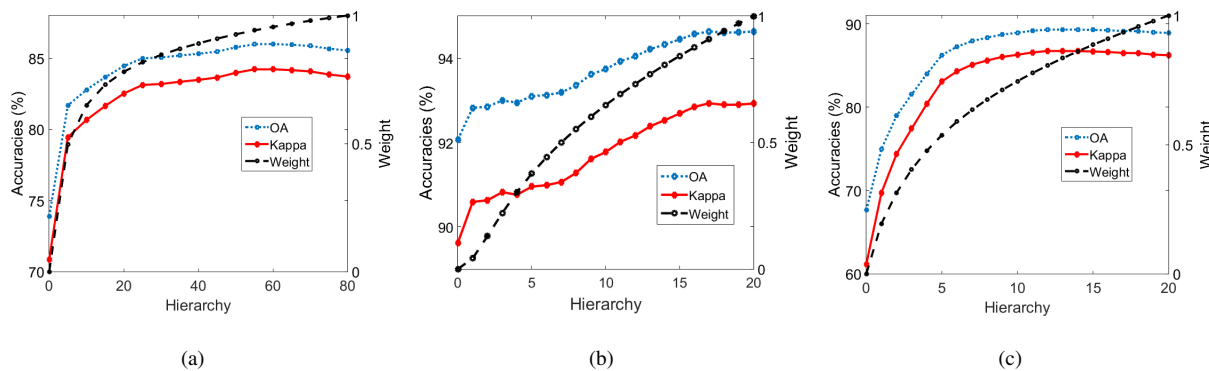 85
80
75
70
0
20
40
60
80
1
0.5
0
Accuracies (%)
Weight
Hierarchy
OA
Kappa
Weight
(a)
94
92
90
0
5
10
15
20
1
0.5
0
Accuracies (%)
Weight
Hierarchy
OA
Kappa
Weight
(b)
90
80
70
60
0
5
10
15
20
1
0.5
0
Accuracies (%)
Weight
Hierarchy
OA
Kappa
Weight
(c)